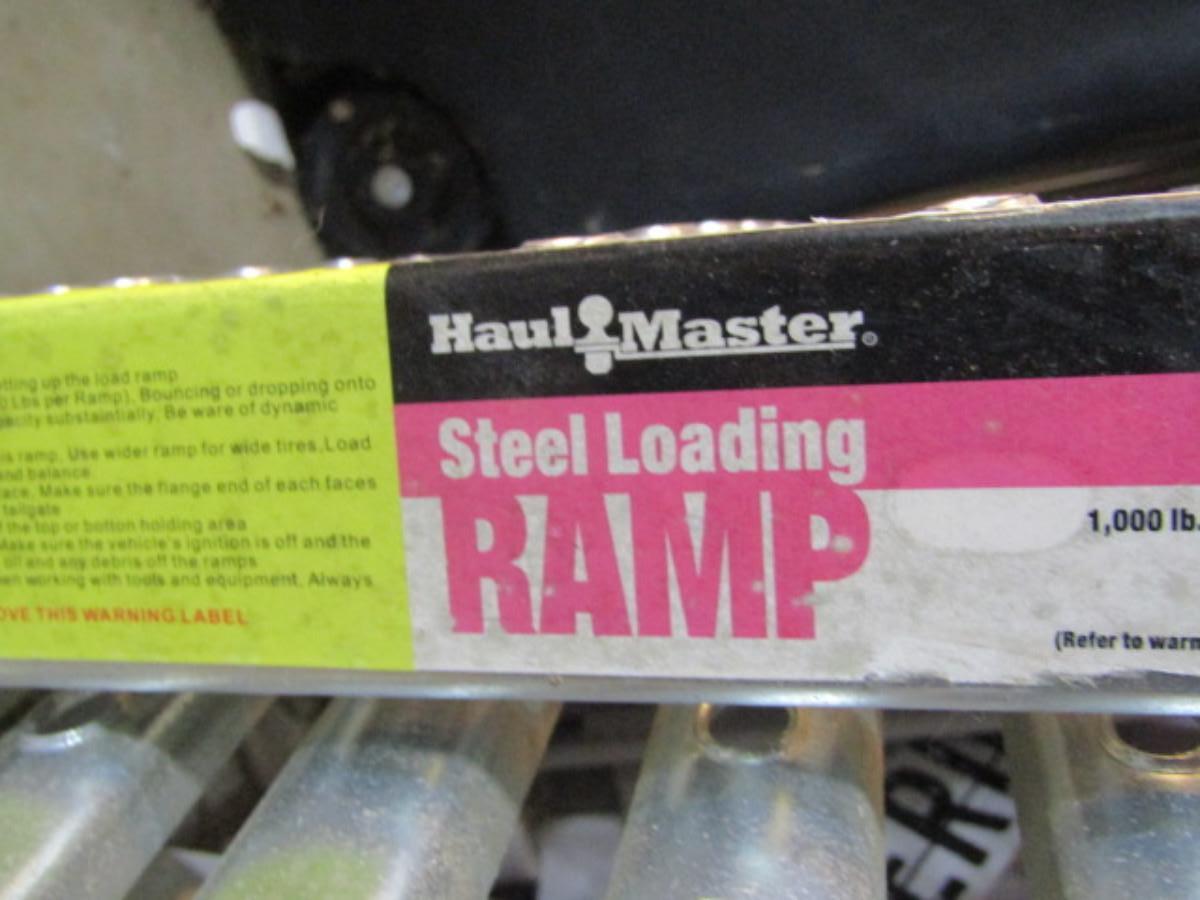 Haul Master®
Steel Loading
RAMP
1,000 lb.
(Refer to warn
tting up the load ramp
0 Lbs per Ramp). Bouncing or dropping onto
pacity substaintially. Be ware of dynamic
is ramp. Use wider ramp for wide tires. Load
and balance
ace. Make sure the flange end of each faces
tailgate
f the top or botton holding area
Make sure the vehicle's ignition is off and the
off and any debris off the ramps
en working with tools and equipment. Always
OVE THIS WARNING LABEL
ERA